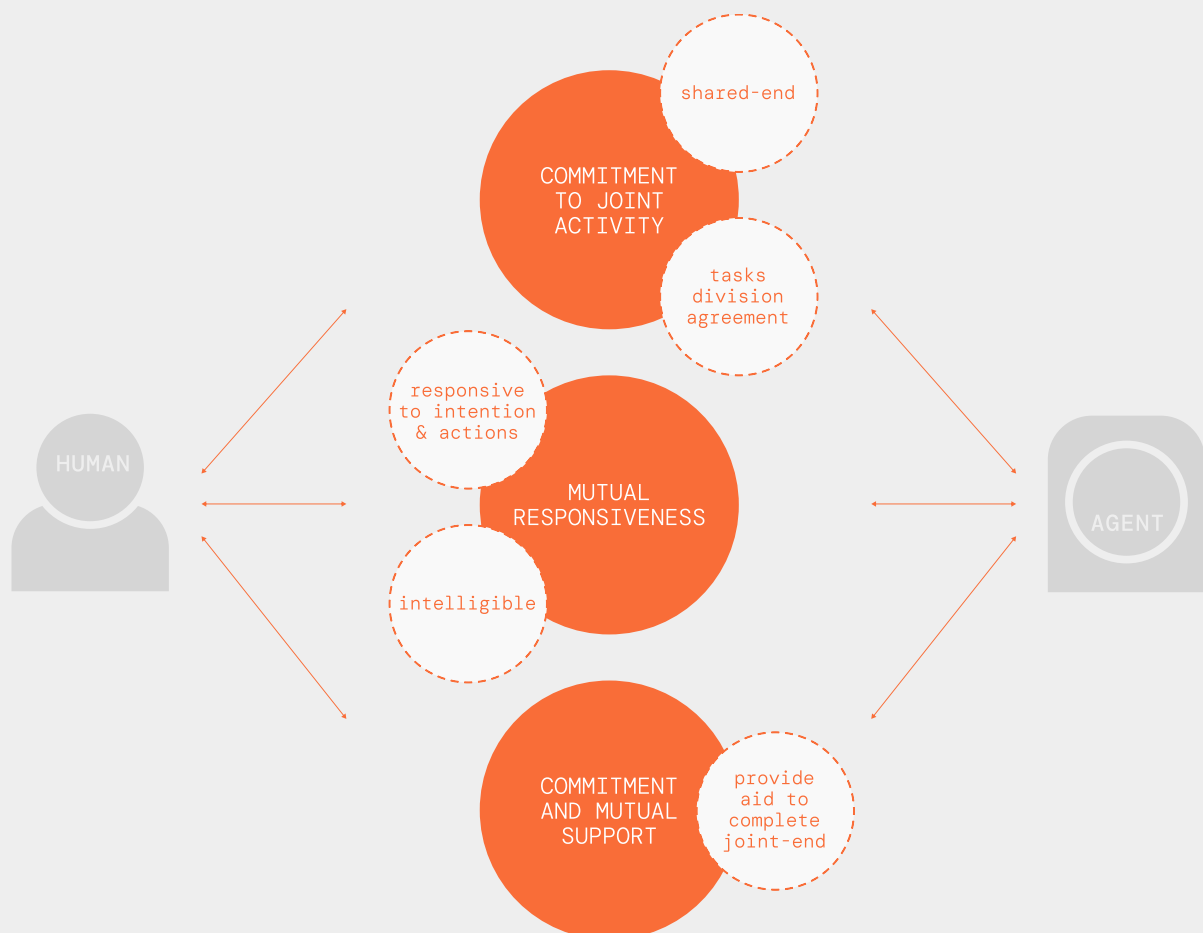 shared-end
COMMITMENT
TO JOINT
ACTIVITY
tasks
division
agreement
responsive
to intention
& actions
HUMAN
MUTUAL
RESPONSIVENESS
AGENT
intelligible
COMMITMENT
AND MUTUAL
SUPPORT
provide
aid to
complete
joint-end